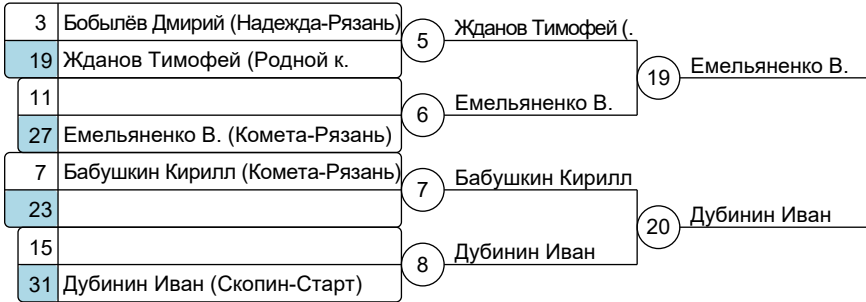 3 Бобылёв Дмирий (Надежда-Рязань)
19 Жданов Тимофей (Родной к.
5 Жданов Тимофей (.
11
27 Емельяненко В. (Комета-Рязань)
6 Емельяненко В.
19 Емельяненко В.
7 Бабушкин Кирилл (Комета-Рязань)
23
7 Бабушкин Кирилл
15
31 Дубинин Иван (Скопин-Старт)
8 Дубинин Иван
20 Дубинин Иван